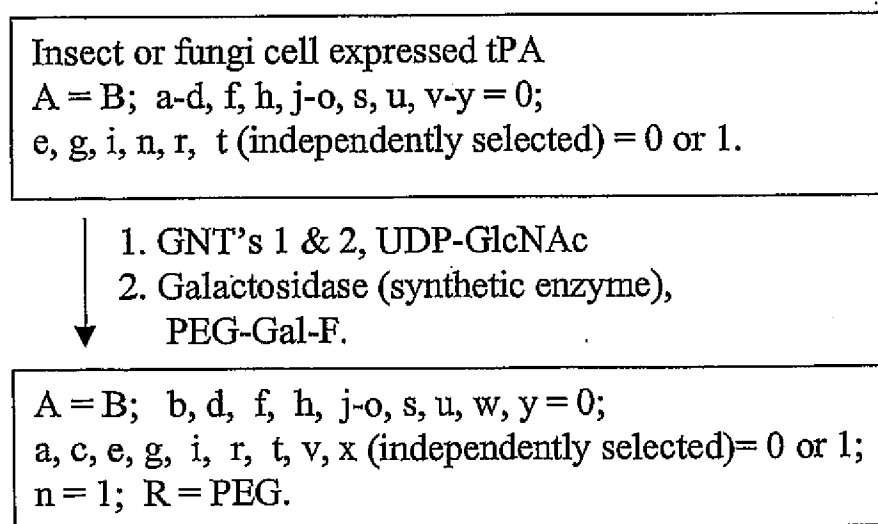 Insect or fungi cell expressed tPA
A = B; a-d, f, h, j-o, s, u, v-y = 0;
e, g, i, n, r, t (independently selected) = 0 or 1.
1. GNT's 1 & 2, UDP-GlcNAc
2. Galactosidase (synthetic enzyme),
PEG-Gal-F.
A = B; b, d, f, h, j-o, s, u, w, y = 0;
a, c, e, g, i, r, t, v, x (independently selected)= 0 or 1;
n = 1; R = PEG.